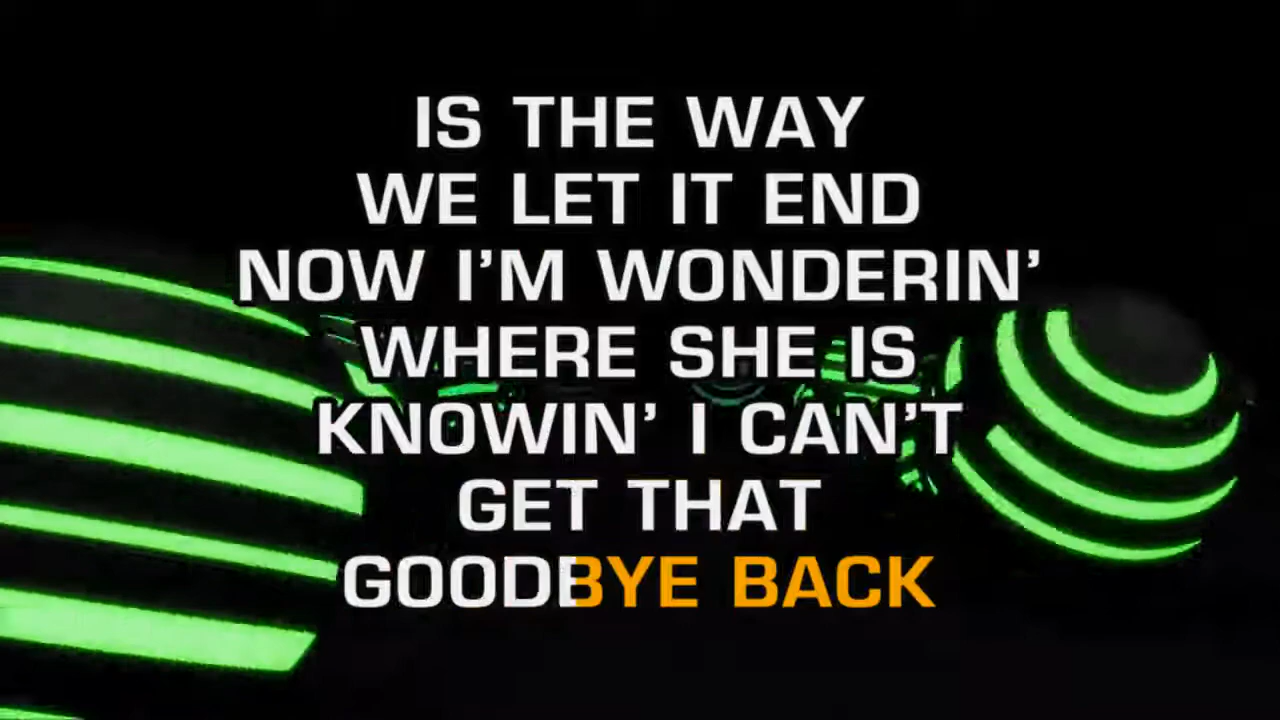 IS THE WAY
WE LET IT END
NOW I'M WONDERIN'
WHERE SHE IS
KNOWIN' I CAN'T
GET THAT
GOODBYE BACK